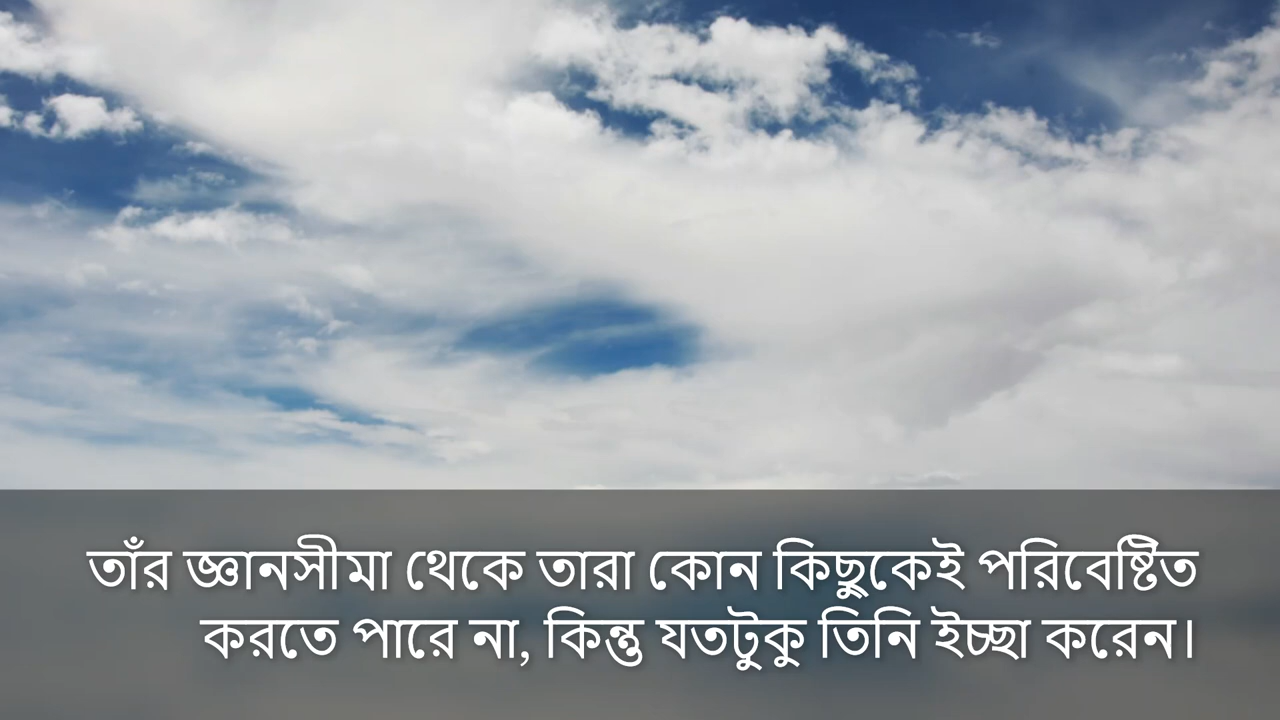 তাঁর জ্ঞানসীমা থেকে তারা কোন কিছুকেই পরিবেষ্টিত
করতে পারে না, কিন্তু যতটুকু তিনি ইচ্ছা করেন।